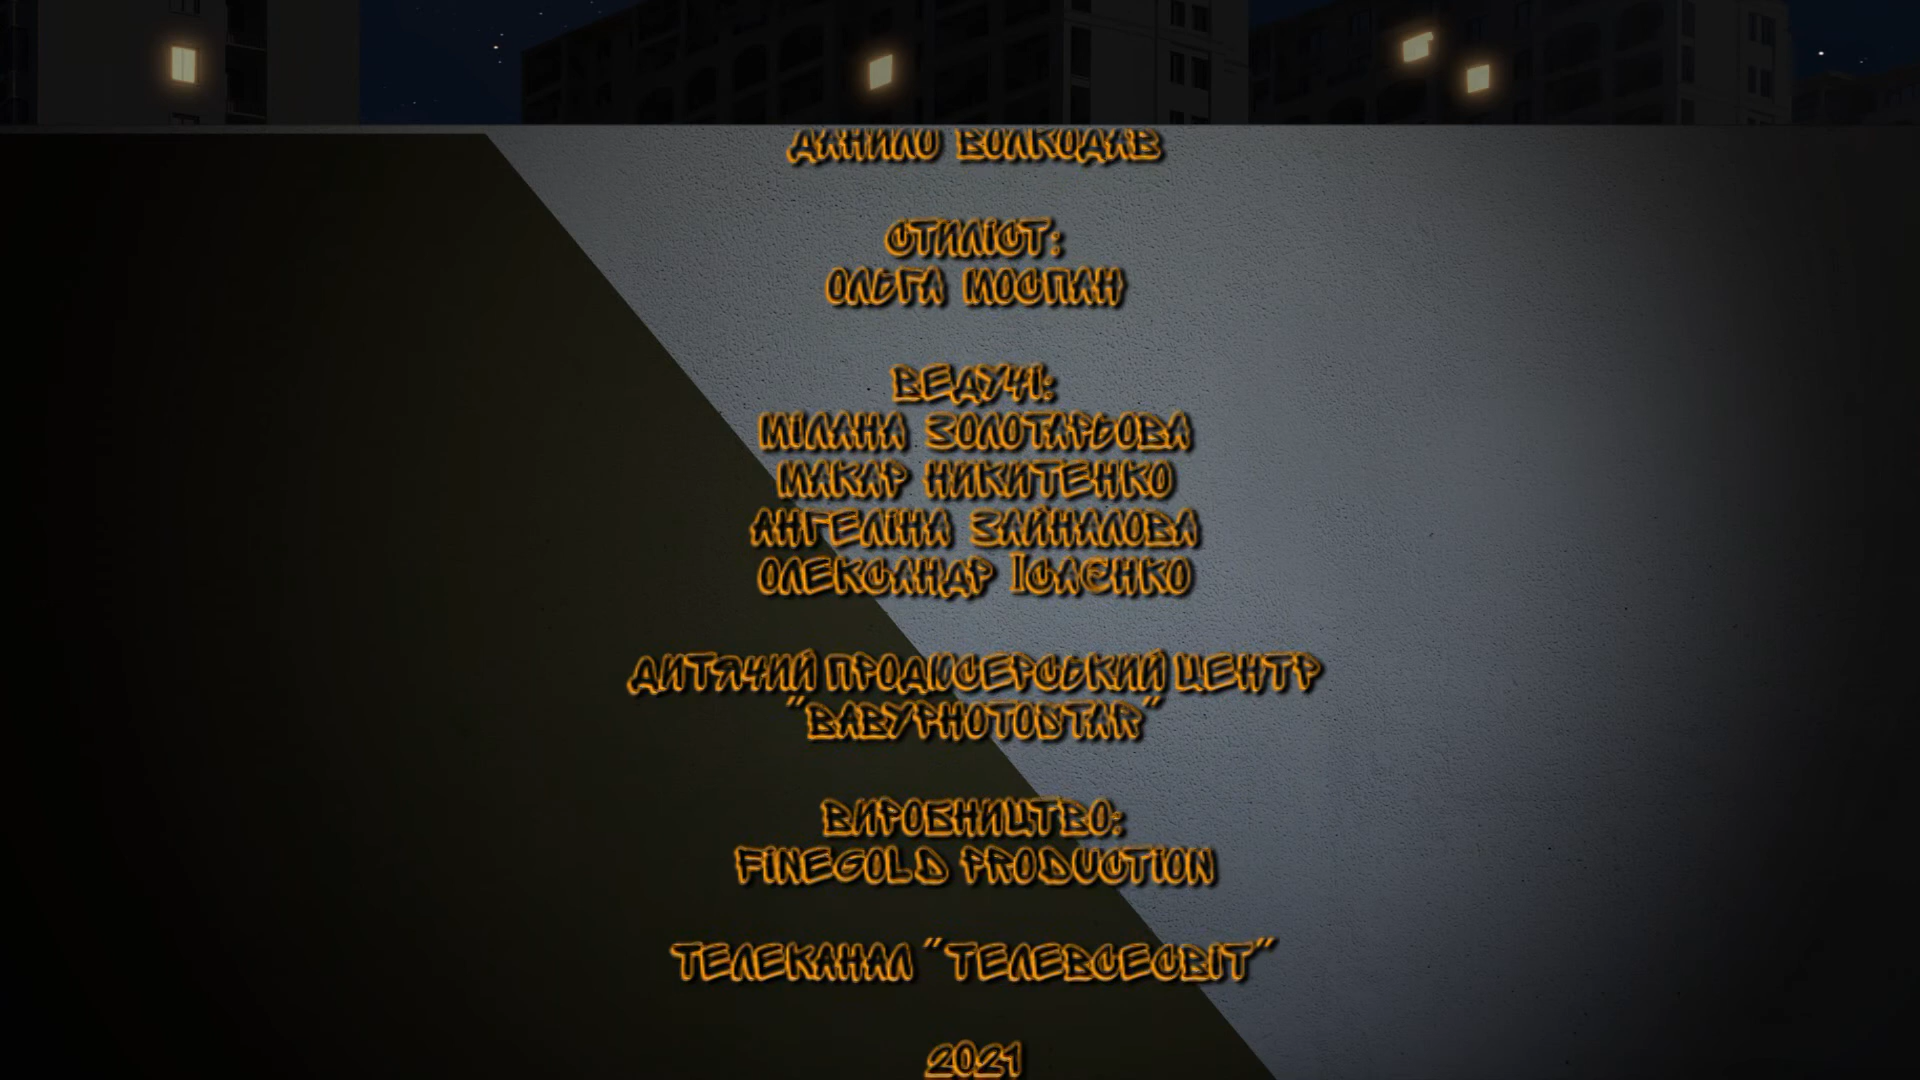 ДАНИЛО ВОЛКОДАВ
СТИЛІСТ:
ОЛЬГА МОСПАН
ВЕДУЧІ:
МІЛАНА ЗОЛОТАРЬОВА
МАКАР НИКИТЕНКО
АНГЕЛІНА ЗАЙНАЛОВА
ОЛЕКСАНДР ІСАЄНКО
ДИТЯЧИЙ ПРОДЮСЕРСЬКИЙ ЦЕНТР
"BABYPHOTOSTAR"
ВИРОБНИЦТВО:
FINEGOLD PRODUCTION
ТЕЛЕКАНАЛ "ТЕЛЕВСЕСВІТ"
2021